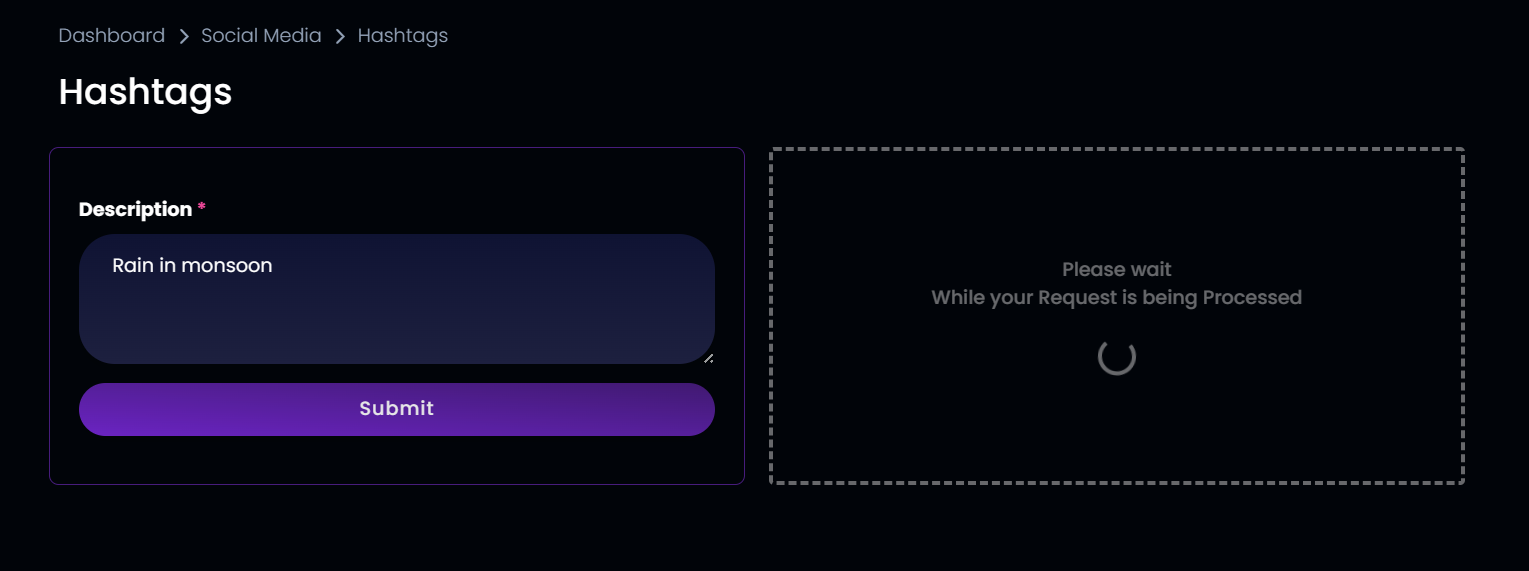 Dashboard > Social Media > Hashtags
Hashtags
Description *
Rain in monsoon
Submit
Please wait
While your Request is being Processed